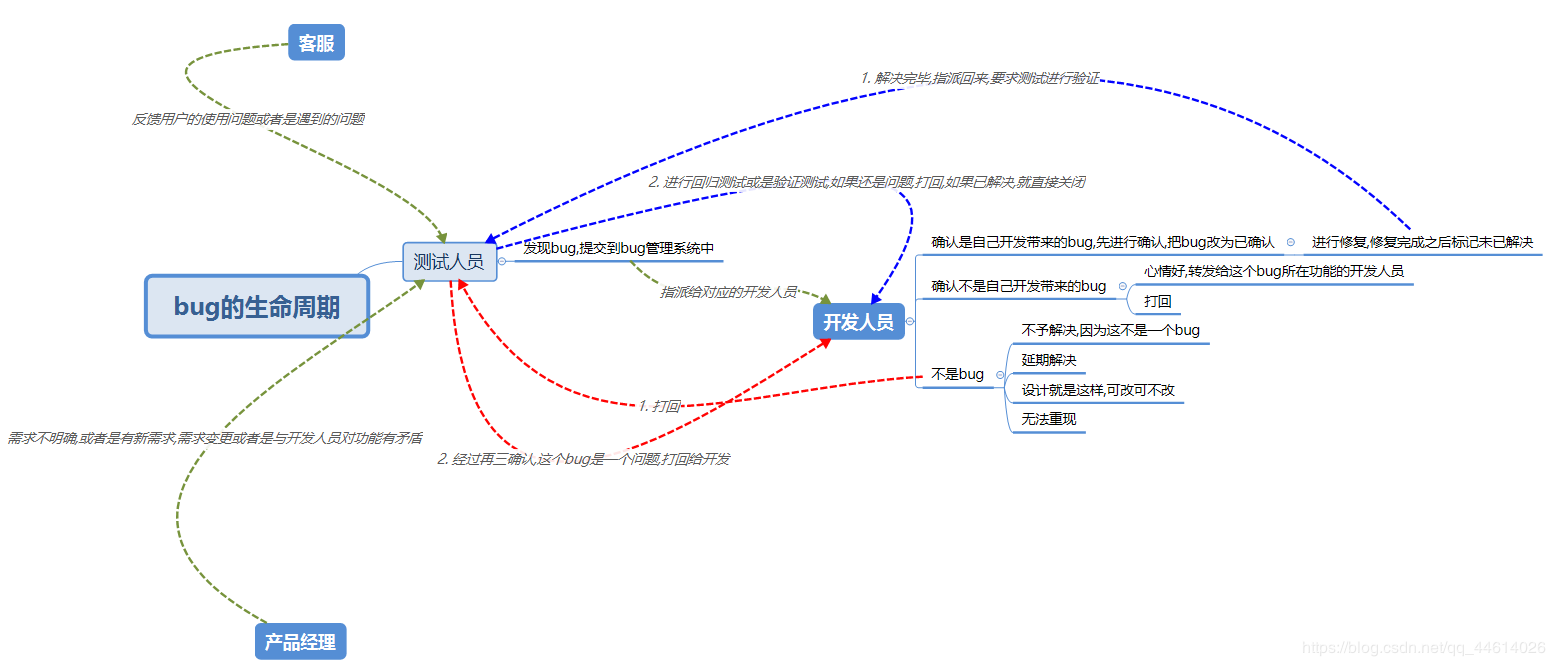 客服
1. 解决完毕,指派回来,要求测试进行验证
反馈用户的使用问题或者是遇到的问题
2. 进行回归测试或是验证测试,如果还是问题,打回,如果已解决,就直接关闭
测试人员
发现bug,提交到bug管理系统中
确认是自己开发带来的bug,先进行确认,把bug改为已确认
进行修复,修复完成之后标记未已解决
心情好,转发给这个bug所在功能的开发人员
确认不是自己开发带来的bug
指派给对应的开发人员
打回
bug的生命周期
开发人员
不予解决,因为这不是一个bug
延期解决
不是bug
设计就是这样,可改可不改
1. 打回
无法重现
需求不明确,或者是有新需求,需求变更或者是与开发人员对功能有矛盾
2. 经过再三确认,这个bug是一个问题,打回给开发
产品经理
https://blog.csdn.net/qq_44614026